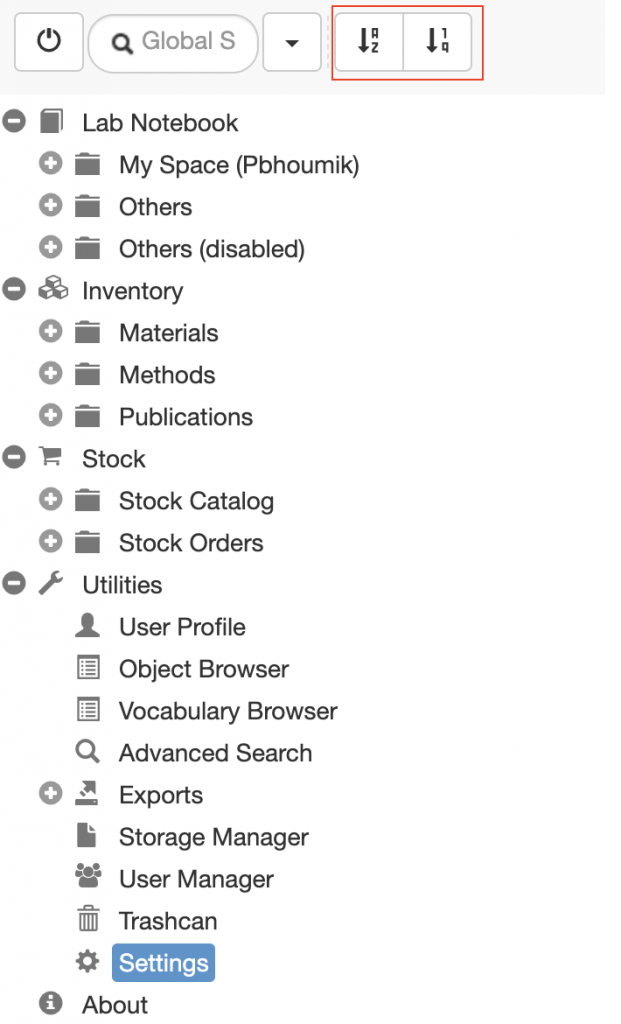 Global S
Lab Notebook
My Space (Pbhoumik)
Others
Others (disabled)
Inventory
Materials
Methods
Publications
Stock
Stock Catalog
Stock Orders
Utilities
User Profile
Object Browser
Vocabulary Browser
Advanced Search
Exports
Storage Manager
User Manager
Trashcan
Settings
About